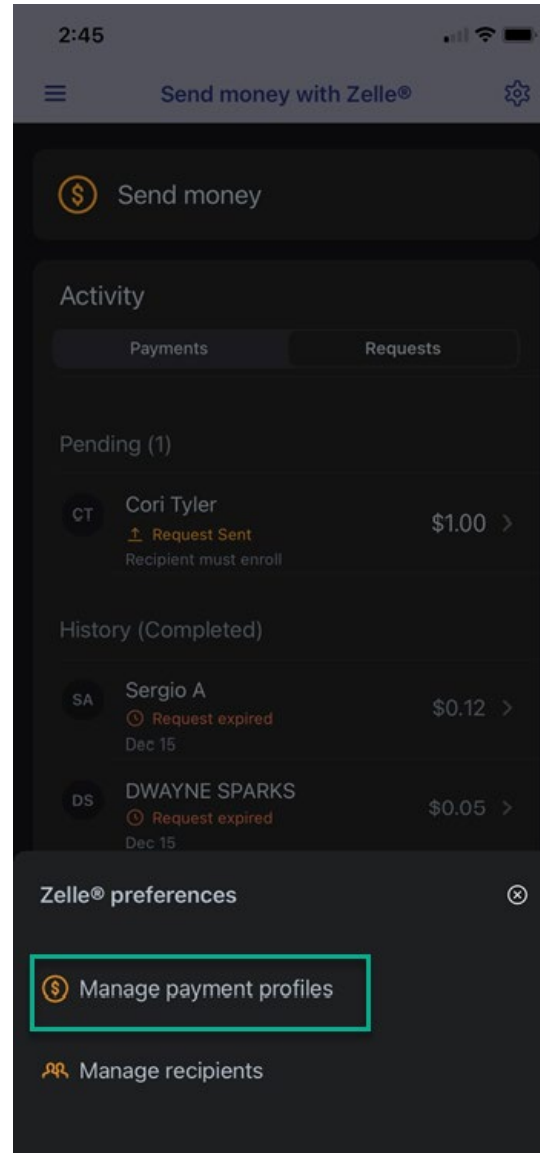 2:45
Send money with Zelle®
Send money
Activity
Payments Requests
Pending (1)
CT Cori Tyler
Request Sent $1.00
Recipient must enroll
History (Completed)
SA Sergio A
Request expired $0.12
Dec 15
DS DWAYNE SPARKS
Request expired $0.05
Dec 15
Zelle® preferences
Manage payment profiles
Manage recipients